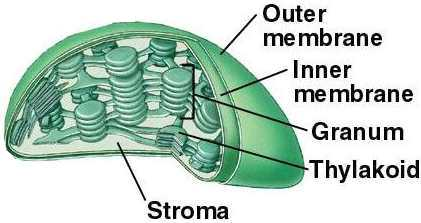 Outer
membrane
Inner
membrane
Granum
Thylakoid
Stroma